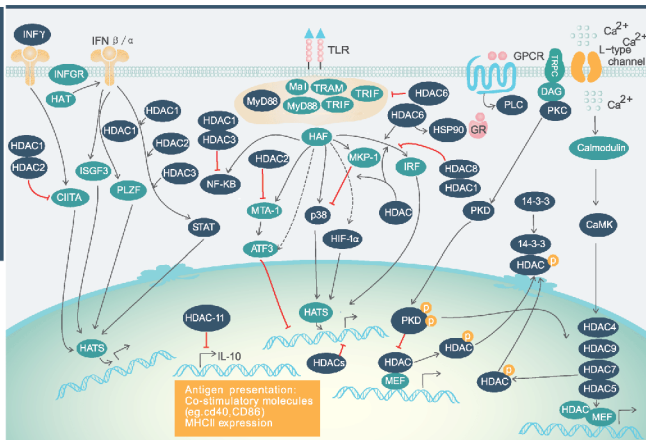 INFγ
IFN β/α
TLR
GPCR
TRPC
Ca2+
Ca2+
Ca2+
L-type
channel
INFGR
HAT
MyD88
Mal
TRAM
MyD88
TRIF
TRIF
HDAC6
HDAC6
HSP90
GR
PLC
DAG
PKC
Ca2+
HDAC1
HDAC1
HDAC2
HDAC2
HDAC3
HDAC1
HDAC3
NF-KB
HAF
HDAC2
MKP-1
IRF
HDAC8
HDAC1
Calmodulin
ISGF3
CIITA
PLZF
STAT
MTA-1
p38
HDAC
PKD
14-3-3
ATF3
HIF-1α
14-3-3
HDAC
p
CaMK
HATS
HDAC-11
IL-10
HATS
HDACs
PKD
p
p
HDAC
p
HDAC
MEF
HDAC
p
HDAC4
HDAC9
HDAC7
HDAC5
HDAC
MEF
Antigen presentation:
Co-stimulatory molecules
(eg.cd40,CD86)
MHCII expression